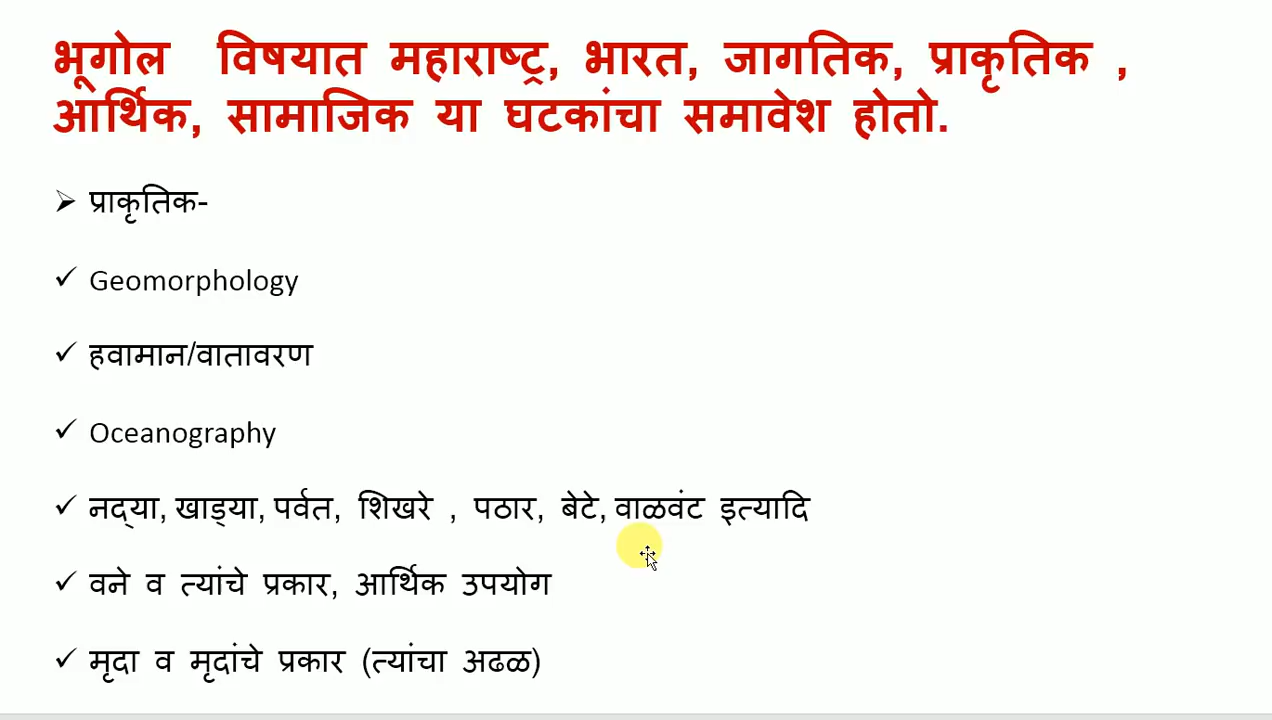 भूगोल विषयात महाराष्ट्र, भारत, जागतिक, प्राकृतिक ,
आर्थिक, सामाजिक या घटकांचा समावेश होतो.
➢ प्राकृतिक-
✓ Geomorphology
✓ हवामान/वातावरण
✓ Oceanography
✓ नद्या, खाड्या, पर्वत, शिखरे , पठार, बेटे, वाळवंट इत्यादि
✓ वने व त्यांचे प्रकार, आर्थिक उपयोग
✓ मृदा व मृदांचे प्रकार (त्यांचा अढळ)